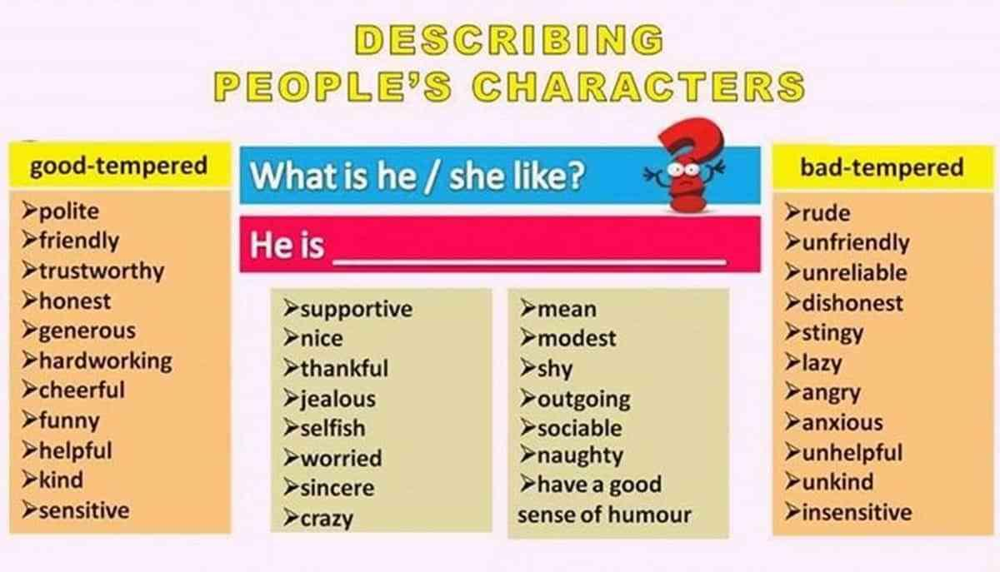 DESCRIBING
PEOPLE'S CHARACTERS
good-tempered
➢polite
➢friendly
➢trustworthy
➢honest
➢generous
➢hardworking
➢cheerful
➢funny
➢helpful
➢kind
➢sensitive
What is he / she like?
He is ____________________
➢supportive
➢nice
➢thankful
➢jealous
➢selfish
➢worried
➢sincere
➢crazy
➢mean
➢modest
➢shy
➢outgoing
➢sociable
➢naughty
➢have a good
sense of humour
bad-tempered
➢rude
➢unfriendly
➢unreliable
➢dishonest
➢stingy
➢lazy
➢angry
➢anxious
➢unhelpful
➢unkind
➢insensitive